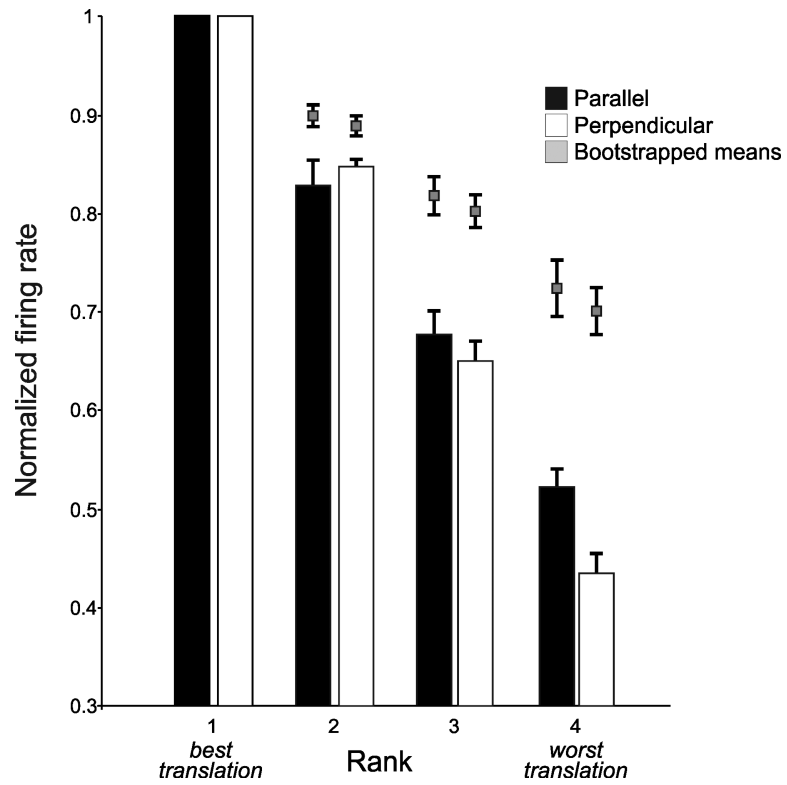 1
0.9
0.8
0.7
0.6
0.5
0.4
0.3
Normalized firing rate
Parallel
Perpendicular
Bootstrapped means
1 2 3 4
best translation
Rank
worst translation